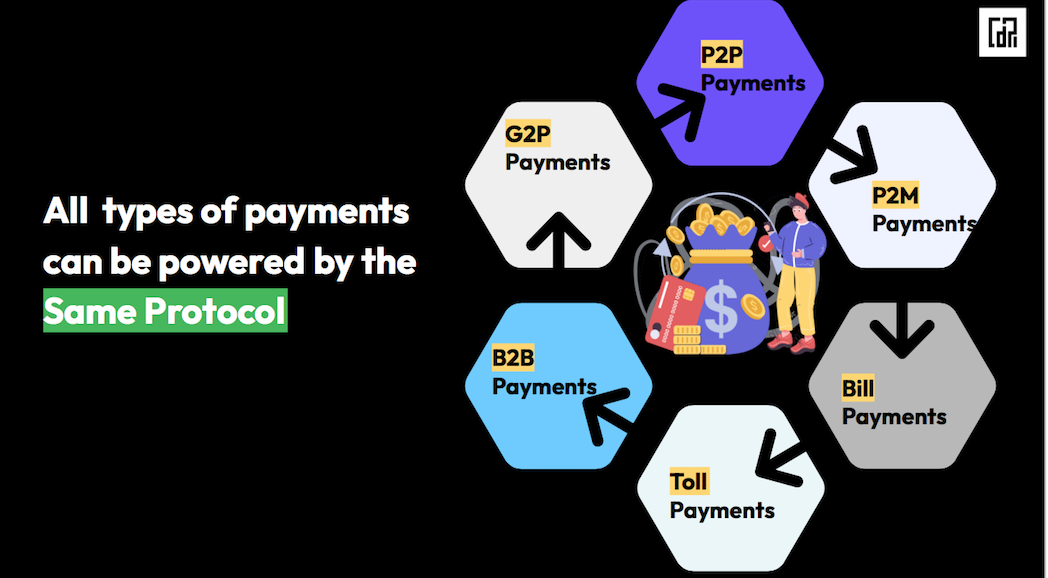 All types of payments
can be powered by the
Same Protocol
P2P
Payments
P2M
Payments
Bill
Payments
Toll
Payments
B2B
Payments
G2P
Payments
$